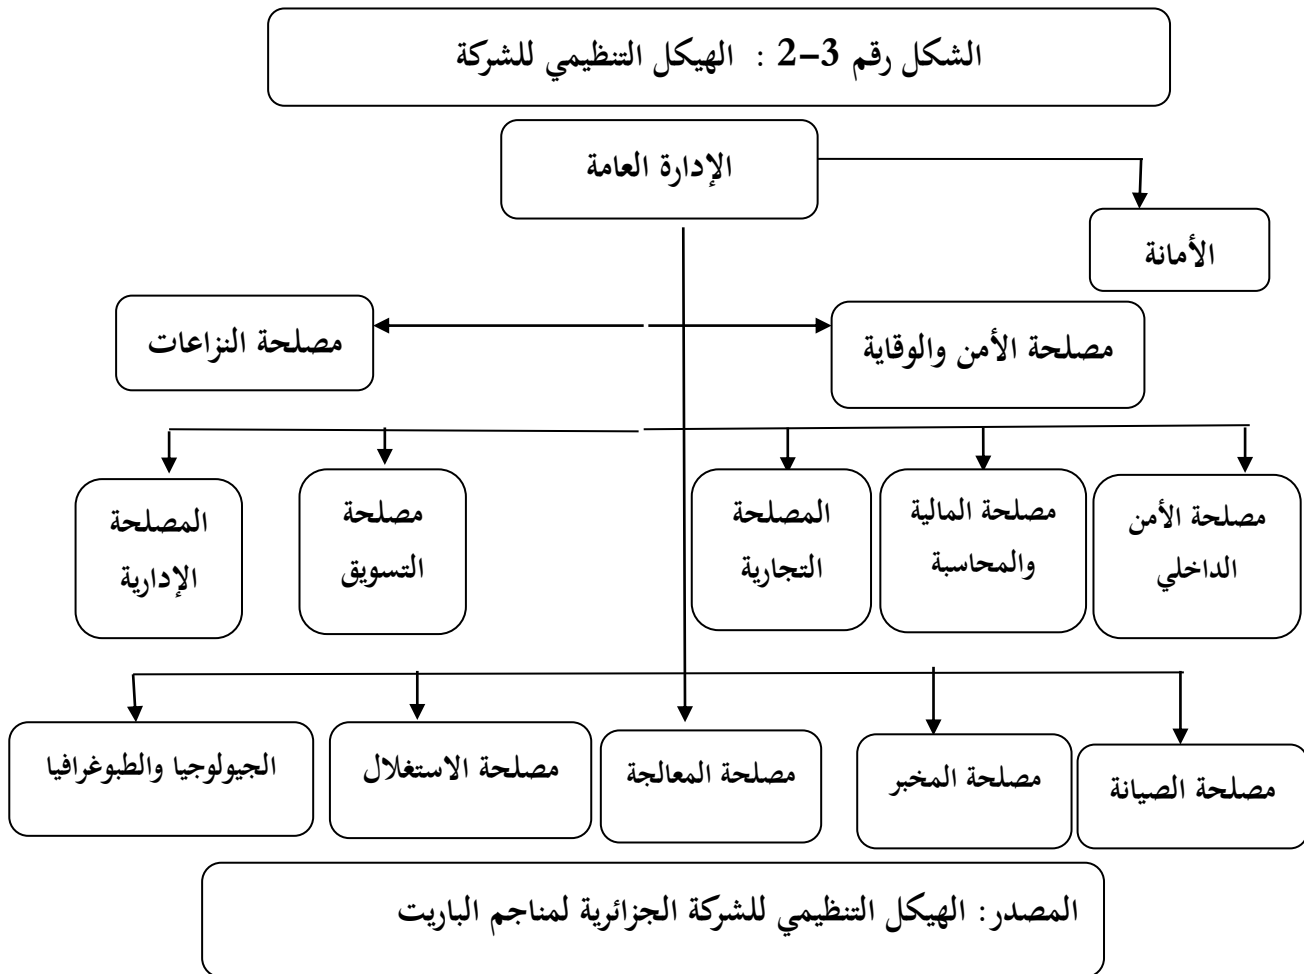 الشكل رقم 3-2 : الهيكل التنظيمي للشركة
الإدارة العامة
الأمانة
مصلحة الأمن والوقاية
مصلحة النزاعات
مصلحة الأمن
الداخلي
مصلحة المالية
والمحاسبة
المصلحة
التجارية
مصلحة
التسويق
المصلحة
الإدارية
مصلحة الصيانة
مصلحة المخبر
مصلحة المعالجة
مصلحة الاستغلال
الجيولوجيا والطبوغرافيا
المصدر: الهيكل التنظيمي للشركة الجزائرية لمناجم الباريت